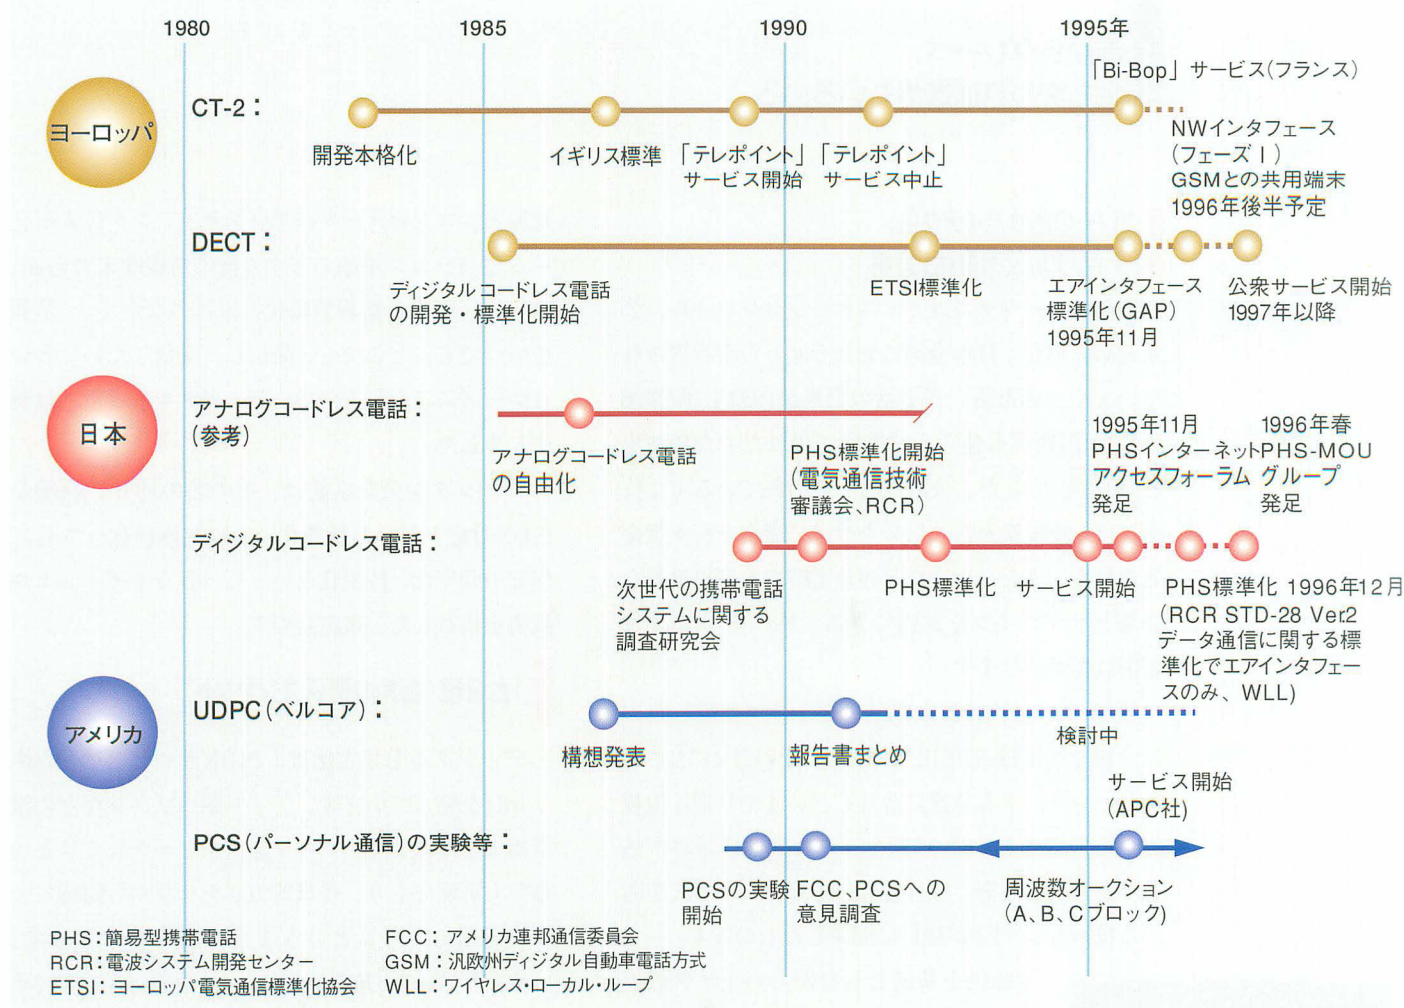 1980
1985
1990
1995年
ヨーロッパ
CT-2：
開発本格化
イギリス標準
「テレポイント」
サービス開始
「テレポイント」
サービス中止
「Bi-Bop」サービス(フランス)
NWインタフェース
(フェーズⅠ)
GSMとの共用端末
1996年後半予定
DECT：
ディジタルコードレス電話
の開発・標準化開始
ETSI標準化
エアインタフェース
標準化(GAP)
1995年11月
公衆サービス開始
1997年以降
日本
アナログコードレス電話：
(参考)
アナログコードレス電話
の自由化
PHS標準化開始
(電気通信技術
審議会、RCR)
1995年11月
PHSインターネット
アクセスフォーラム
発足
1996年春
PHS-MOU
グループ
発足
ディジタルコードレス電話：
次世代の携帯電話
システムに関する
調査研究会
PHS標準化
サービス開始
PHS標準化 1996年12月
(RCR STD-28 Ver.2
データ通信に関する標
準化でエアインタフェー
スのみ、WLL)
アメリカ
UDPC(ベルコア)：
構想発表
報告書まとめ
検討中
サービス開始
(APC社)
PCS(パーソナル通信)の実験等：
PCSの実験
開始
FCC、PCSへの
意見調査
周波数オークション
(A、B、Cブロック)
PHS：簡易型携帯電話
RCR：電波システム開発センター
ETSI：ヨーロッパ電気通信標準化協会
FCC：アメリカ連邦通信委員会
GSM：汎欧州ディジタル自動車電話方式
WLL：ワイヤレス・ローカル・ループ